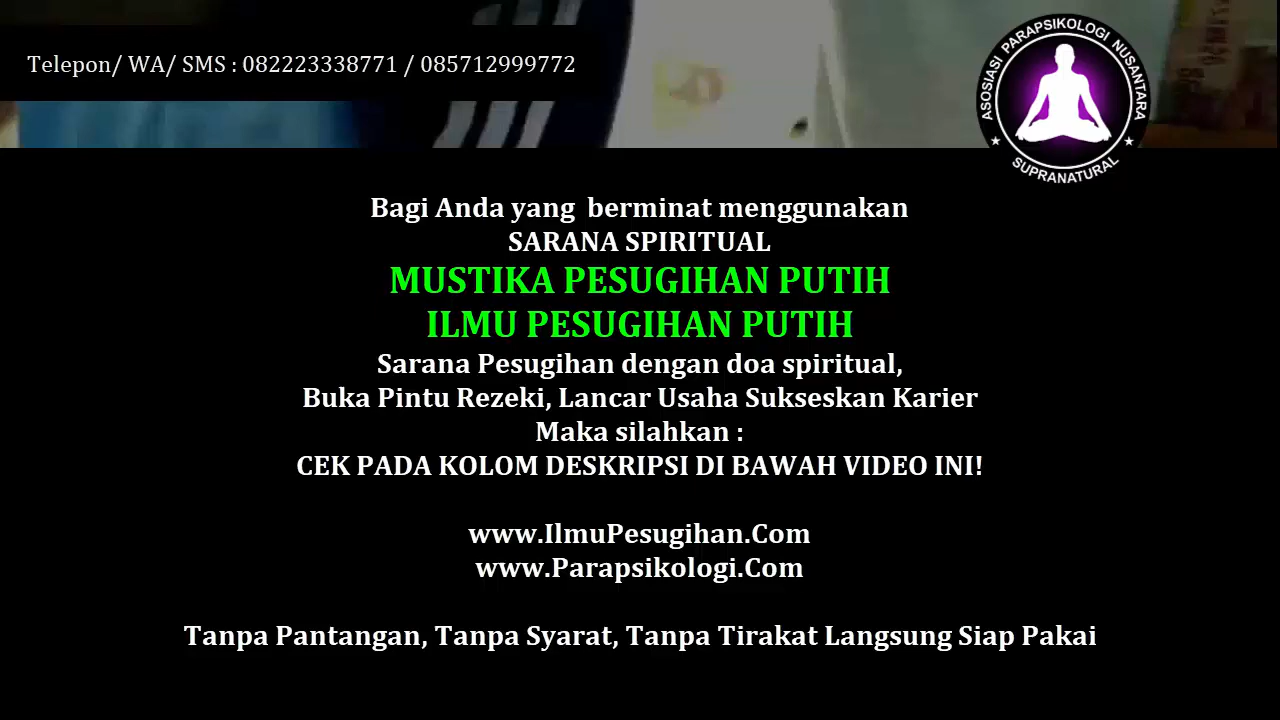 Telepon/ WA/ SMS : 082223338771 / 085712999772
ASOSIASI PARAPSIKOLOGI NUSANTARA
SUPRANATURAL
Bagi Anda yang berminat menggunakan
SARANA SPIRITUAL
MUSTIKA PESUGIHAN PUTIH
ILMU PESUGIHAN PUTIH
Sarana Pesugihan dengan doa spiritual,
Buka Pintu Rezeki, Lancar Usaha Sukseskan Karier
Maka silahkan :
CEK PADA KOLOM DESKRIPSI DI BAWAH VIDEO INI!
www.IlmuPesugihan.Com
www.Parapsikologi.Com
Tanpa Pantangan, Tanpa Syarat, Tanpa Tirakat Langsung Siap Pakai